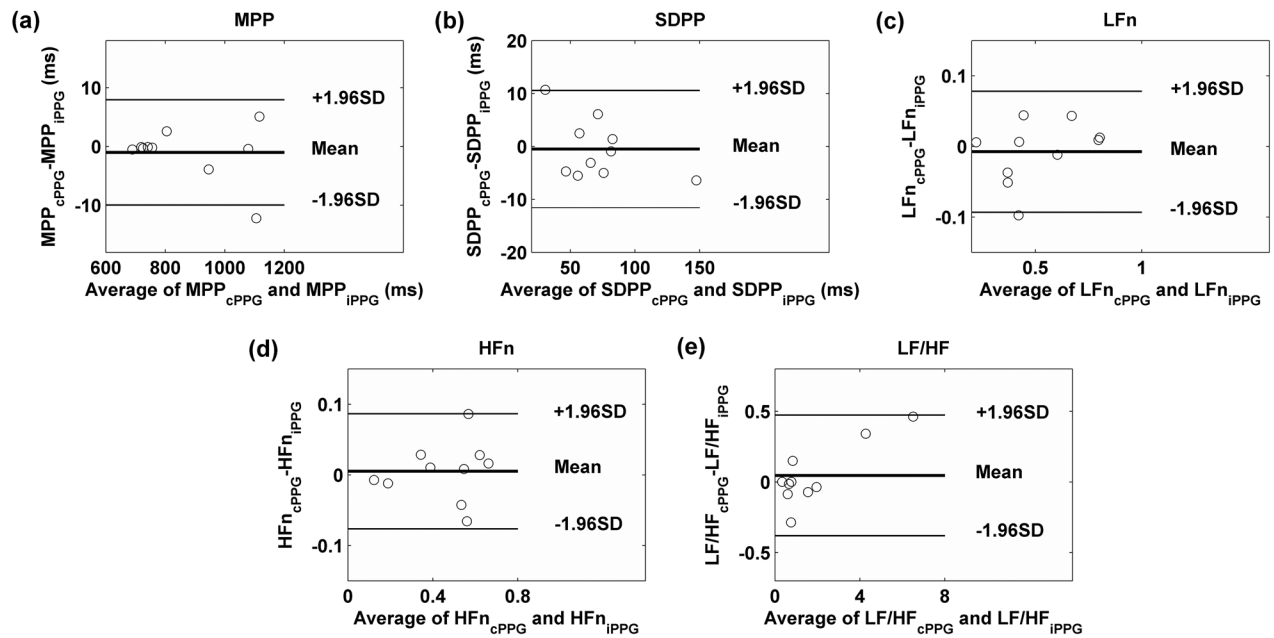 (a)
MPP
10
0
-10
600
800
1000
1200
+1.96SD
Mean
-1.96SD
MPPcPPG-MPPiPPG (ms)
Average of MPPcPPG and MPPiPPG (ms)
(b)
SDPP
20
10
0
-10
-20
50
100
150
+1.96SD
Mean
-1.96SD
SDPPcPPG-SDPPiPPG (ms)
Average of SDPPcPPG and SDPPiPPG (ms)
(c)
LFn
0.1
0
-0.1
0.5
1
+1.96SD
Mean
-1.96SD
LFncPPG-LFniPPG
Average of LFncPPG and LFniPPG
(d)
HFn
0.1
0
-0.1
0
0.4
0.8
+1.96SD
Mean
-1.96SD
HFncPPG-HFniPPG
Average of HFncPPG and HFniPPG
(e)
LF/HF
0.5
0
-0.5
0
4
8
+1.96SD
Mean
-1.96SD
LF/HFcPPG-LF/HFiPPG
Average of LF/HFcPPG and LF/HFiPPG